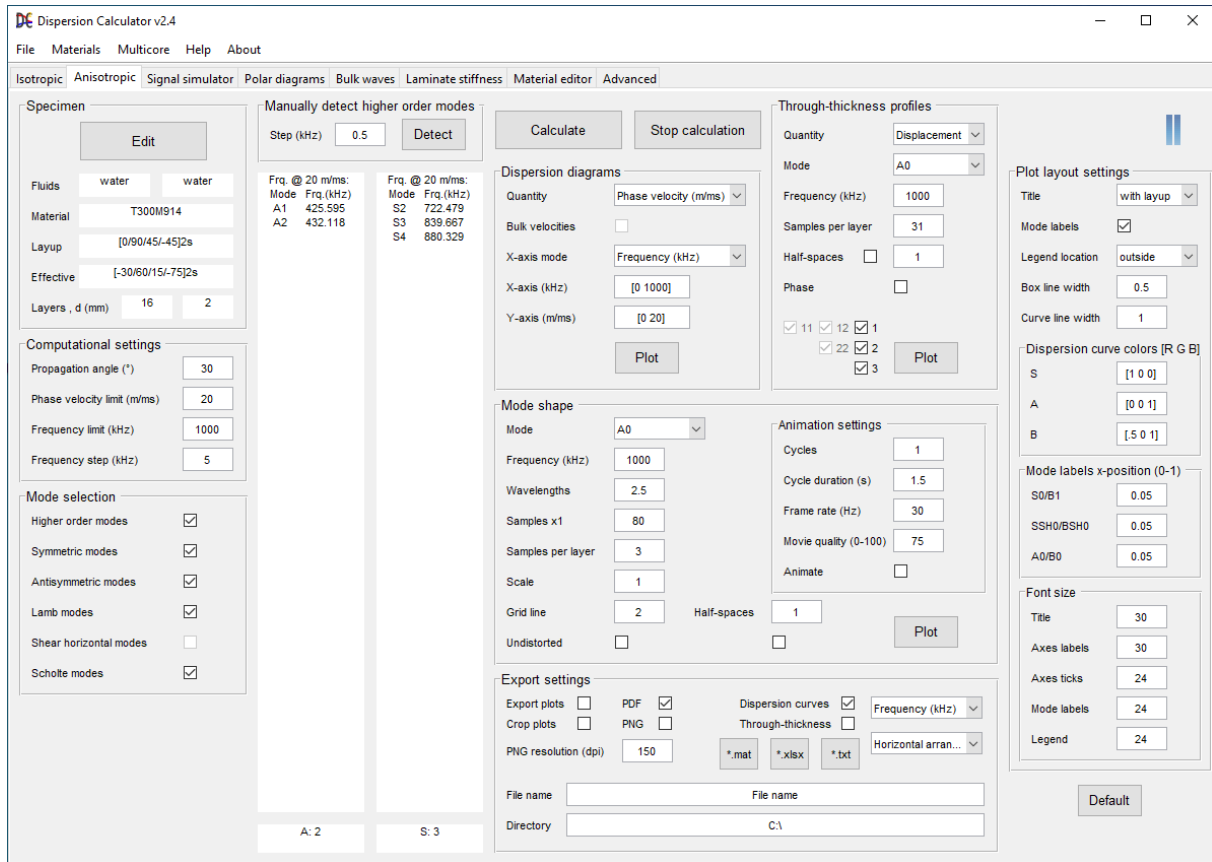 Dispersion Calculator v2.4
File Materials Multicore Help About
Isotropic Anisotropic Signal simulator Polar diagrams Bulk waves Laminate stiffness Material editor Advanced
Specimen
Edit
Fluids water water
Material T300M914
Layup [0/90/45/-45]2s
Effective [-30/60/15/-75]2s
Layers , d (mm) 16 2
Computational settings
Propagation angle (°) 30
Phase velocity limit (m/ms) 20
Frequency limit (kHz) 1000
Frequency step (kHz) 5
Mode selection
Higher order modes
Symmetric modes
Antisymmetric modes
Lamb modes
Shear horizontal modes
Scholte modes
Manually detect higher order modes
Step (kHz) 0.5 Detect
Frq. @ 20 m/ms:
Mode Frq.(kHz)
A1 425.595
A2 432.118
A: 2
Frq. @ 20 m/ms:
Mode Frq.(kHz)
S2 722.479
S3 839.667
S4 880.329
S: 3
Calculate Stop calculation
Dispersion diagrams
Quantity Phase velocity (m/ms)
Bulk velocities
X-axis mode Frequency (kHz)
X-axis (kHz) [0 1000]
Y-axis (m/ms) [0 20]
Plot
Through-thickness profiles
Quantity Displacement
Mode A0
Frequency (kHz) 1000
Samples per layer 31
Half-spaces 1
Phase
11 12 1
22 2
3
Plot
Mode shape
Mode A0
Frequency (kHz) 1000
Wavelengths 2.5
Samples x1 80
Samples per layer 3
Scale 1
Grid line 2 Half-spaces 1
Undistorted
Animation settings
Cycles 1
Cycle duration (s) 1.5
Frame rate (Hz) 30
Movie quality (0-100) 75
Animate
Plot
Export settings
Export plots PDF Dispersion curves Frequency (kHz)
Crop plots PNG Through-thickness
PNG resolution (dpi) 150 *.mat *.xlsx *.txt Horizontal arran...
File name File name
Directory C:\
Plot layout settings
Title with layup
Mode labels
Legend location outside
Box line width 0.5
Curve line width 1
Dispersion curve colors [R G B]
S [1 0 0]
A [0 0 1]
B [.5 0 1]
Mode labels x-position (0-1)
S0/B1 0.05
SSH0/BSH0 0.05
A0/B0 0.05
Font size
Title 30
Axes labels 30
Axes ticks 24
Mode labels 24
Legend 24
Default